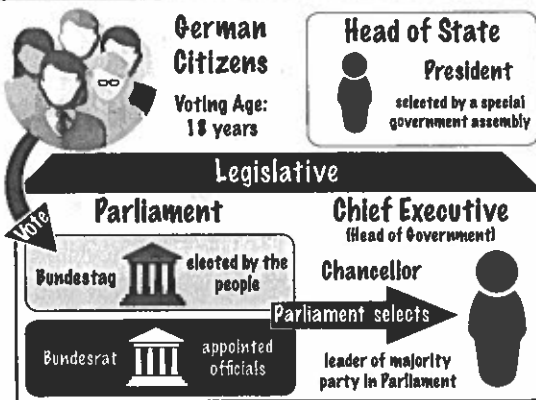 German
Citizens
Voting Age:
18 years
Head of State
President
selected by a special
government assembly
Legislative
Vote
Parliament
Bundestag
elected by the
people
Bundesrat
appointed
officials
Chief Executive
(Head of Government)
Chancellor
Parliament selects
leader of majority
party in Parliament